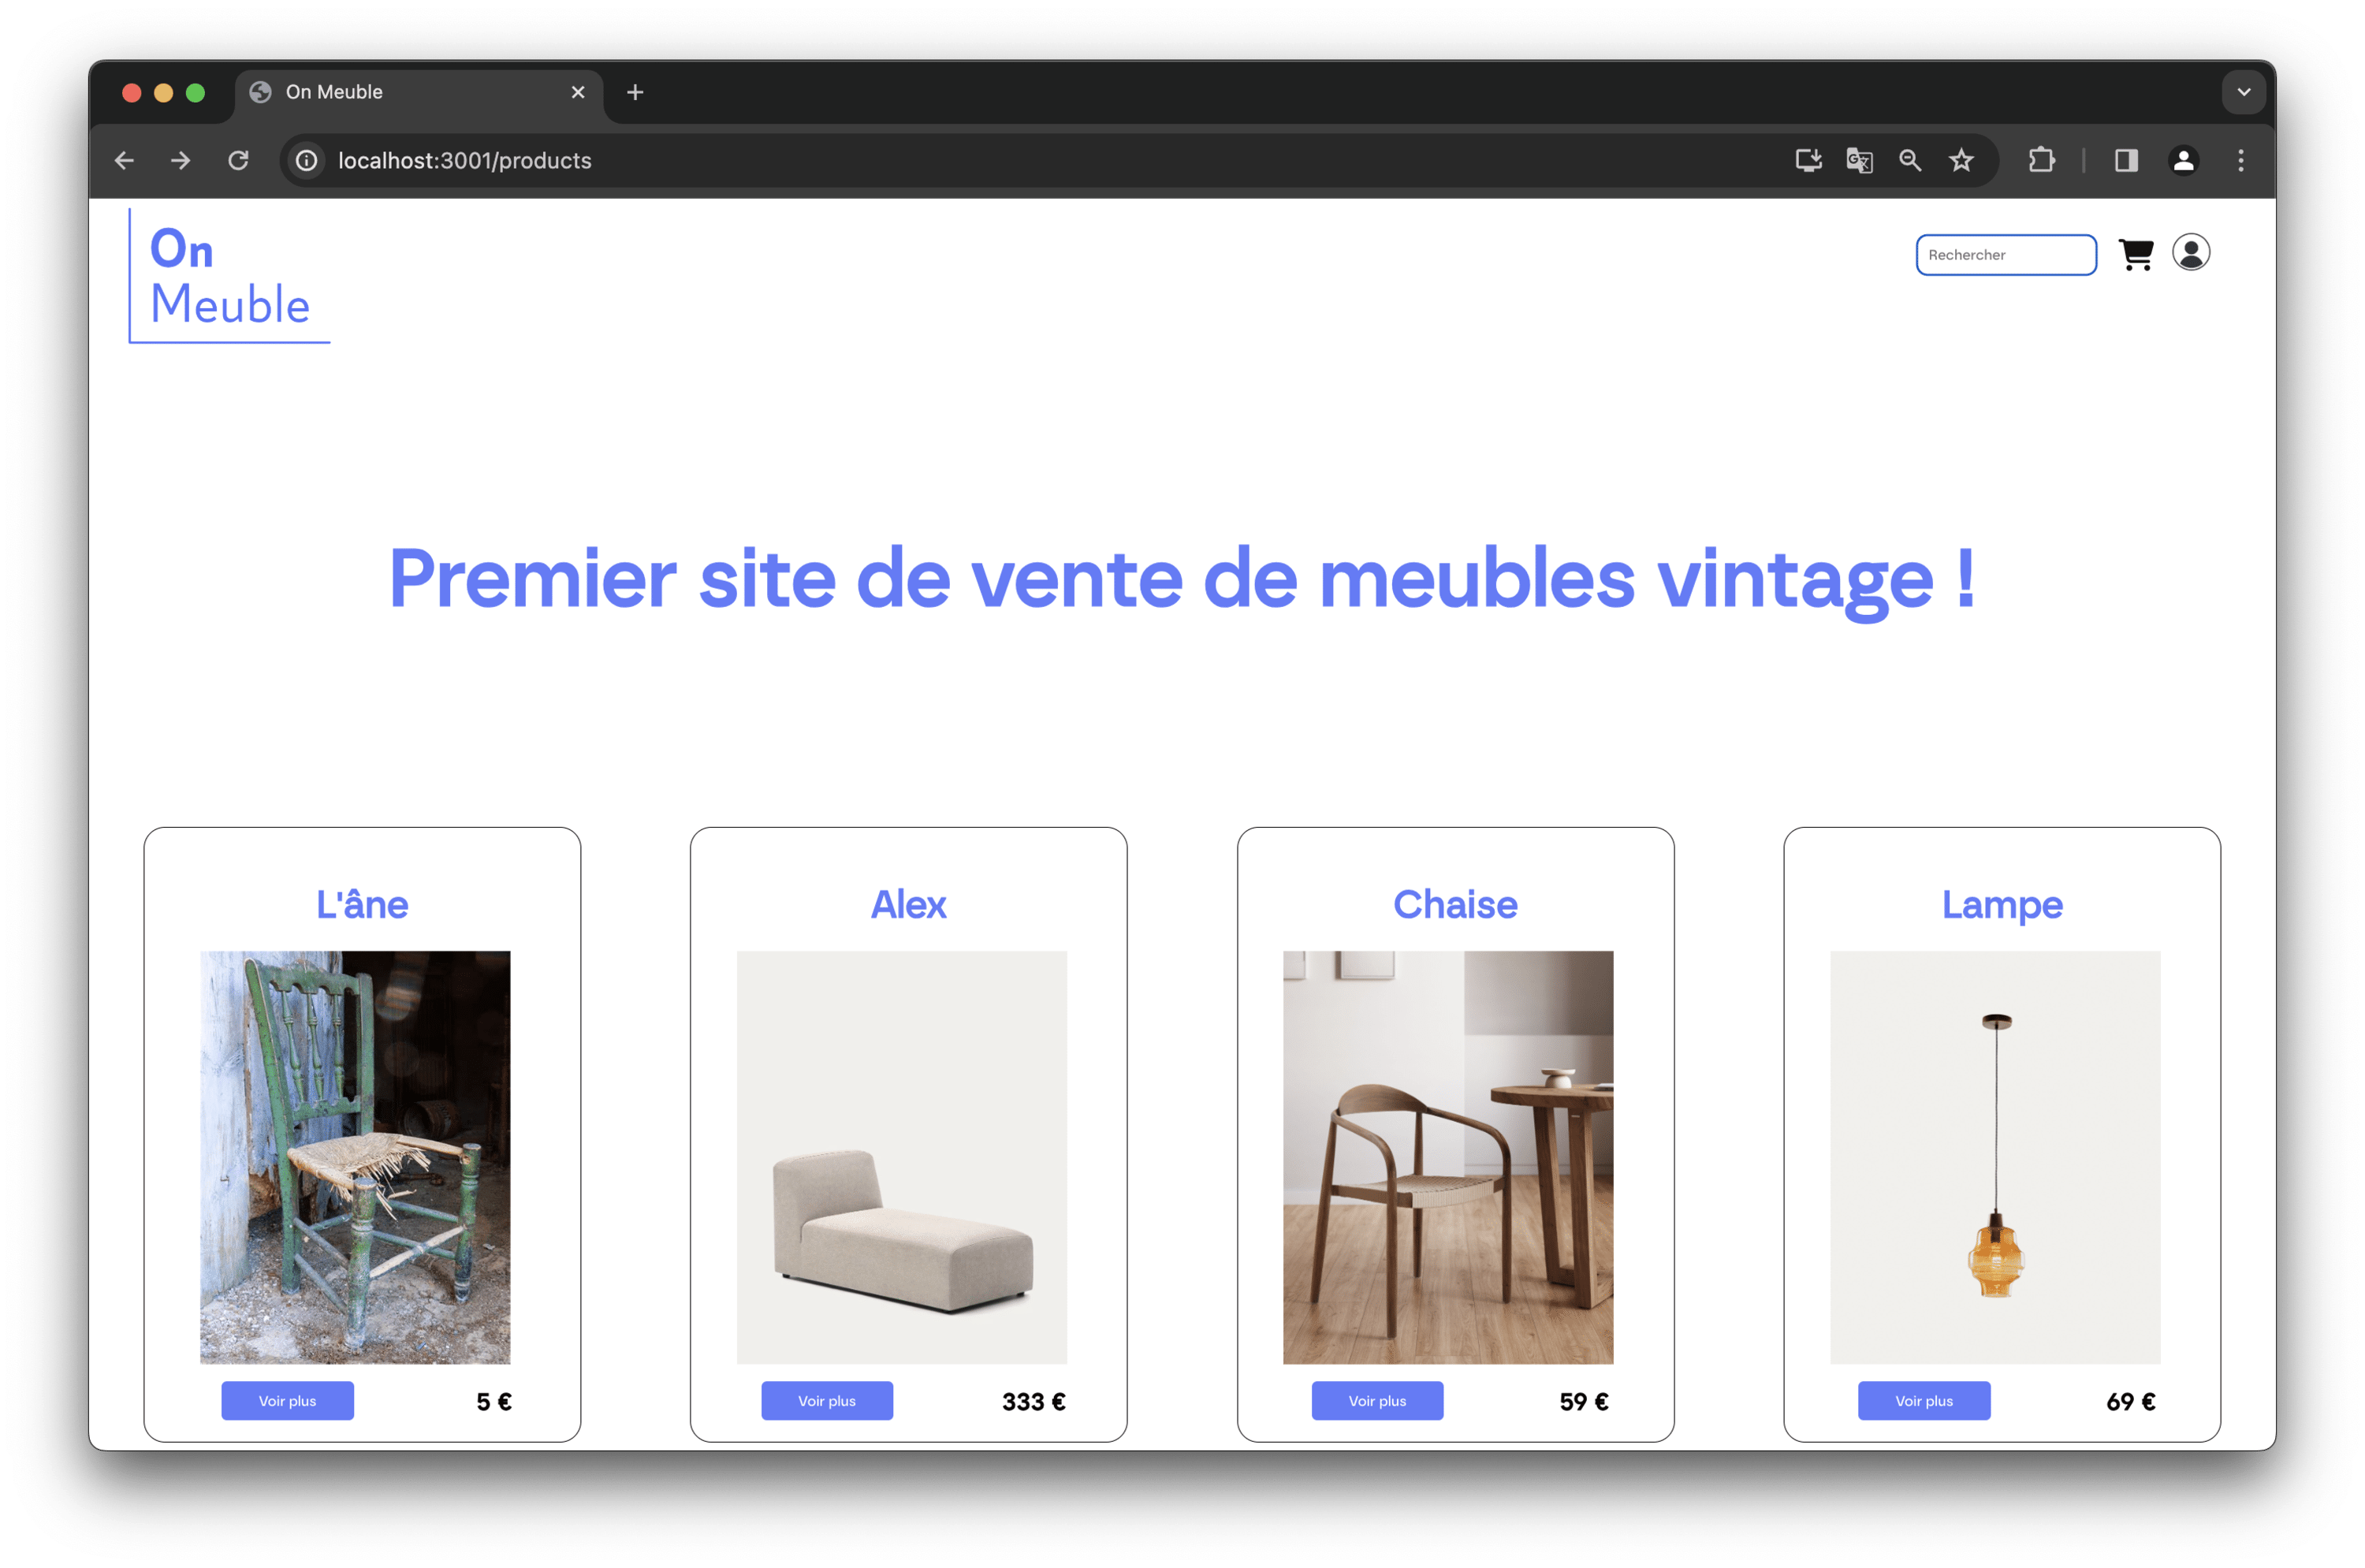 On Meuble
localhost:3001/products
On
Meuble
Rechercher
Premier site de vente de meubles vintage !
L'âne
Alex
Chaise
Lampe
Voir plus
5 €
Voir plus
333 €
Voir plus
59 €
Voir plus
69 €